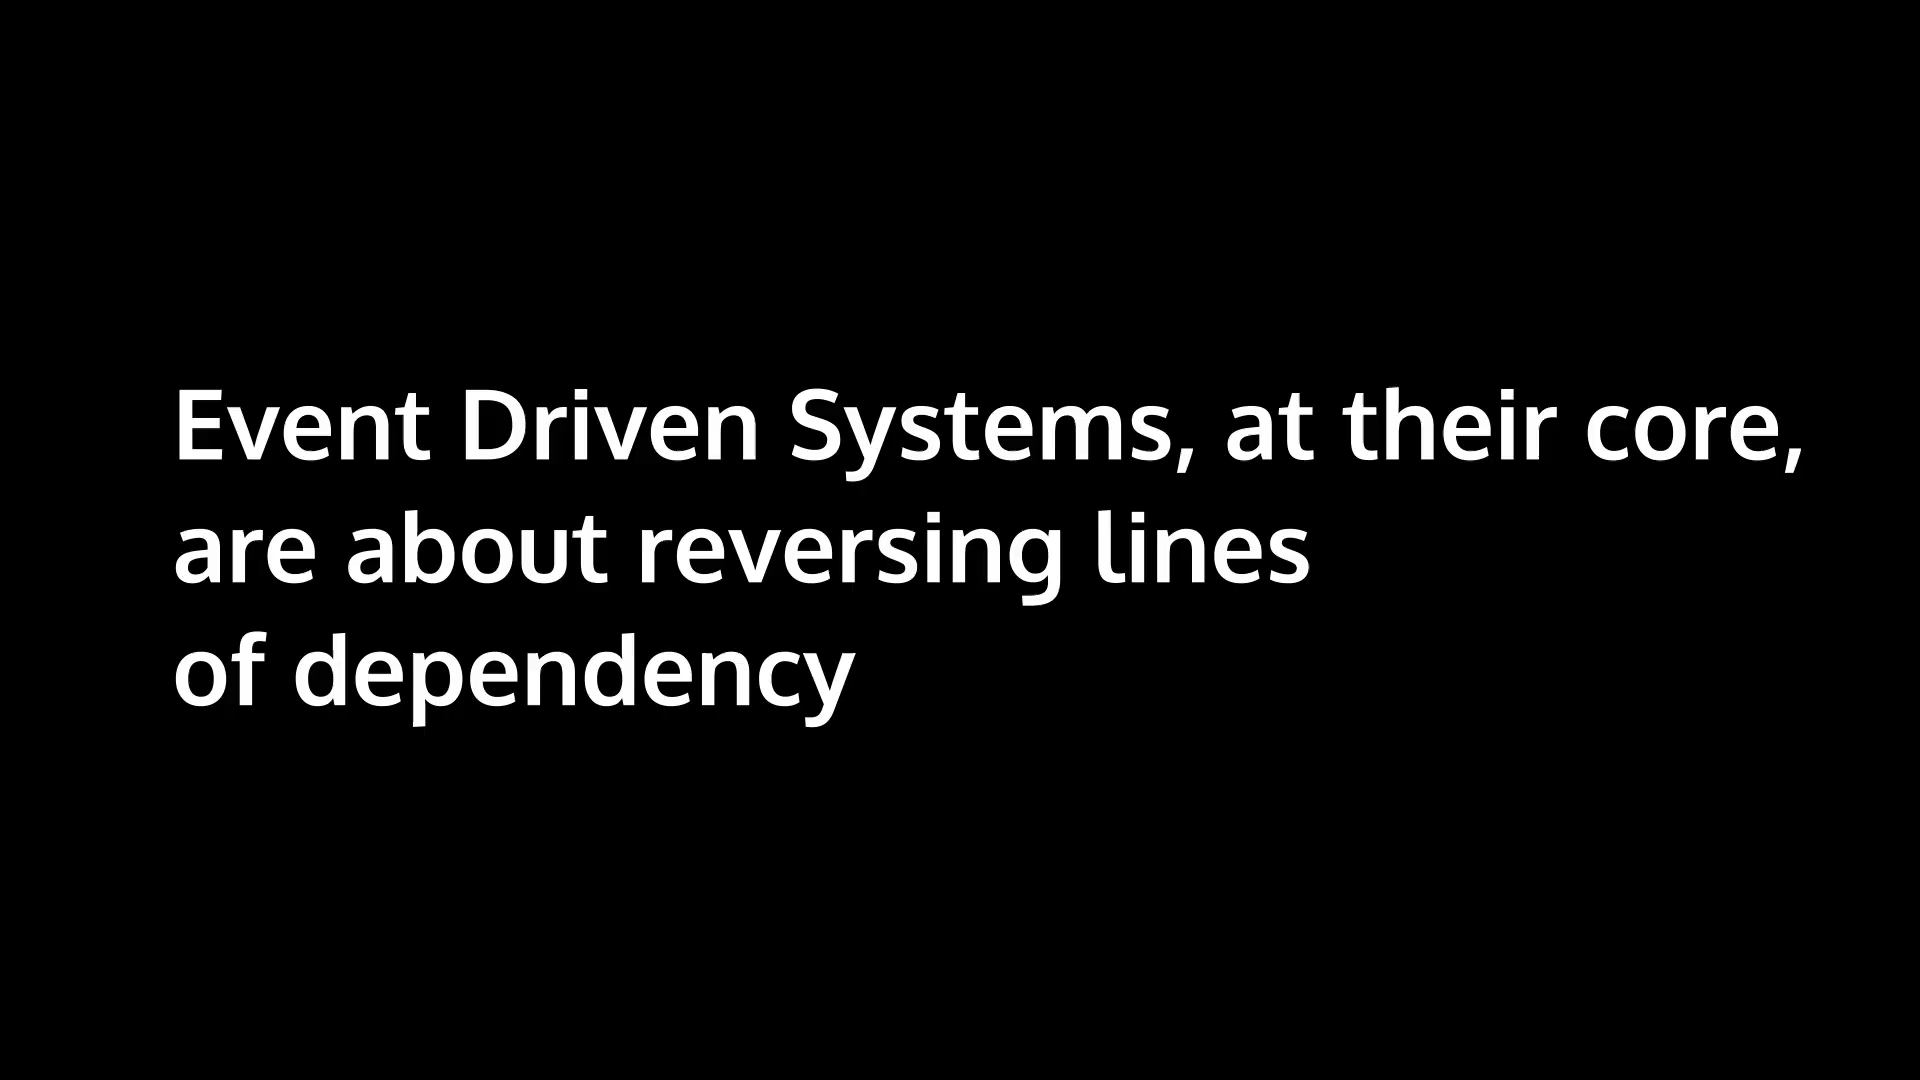 Event Driven Systems, at their core,
are about reversing lines
of dependency